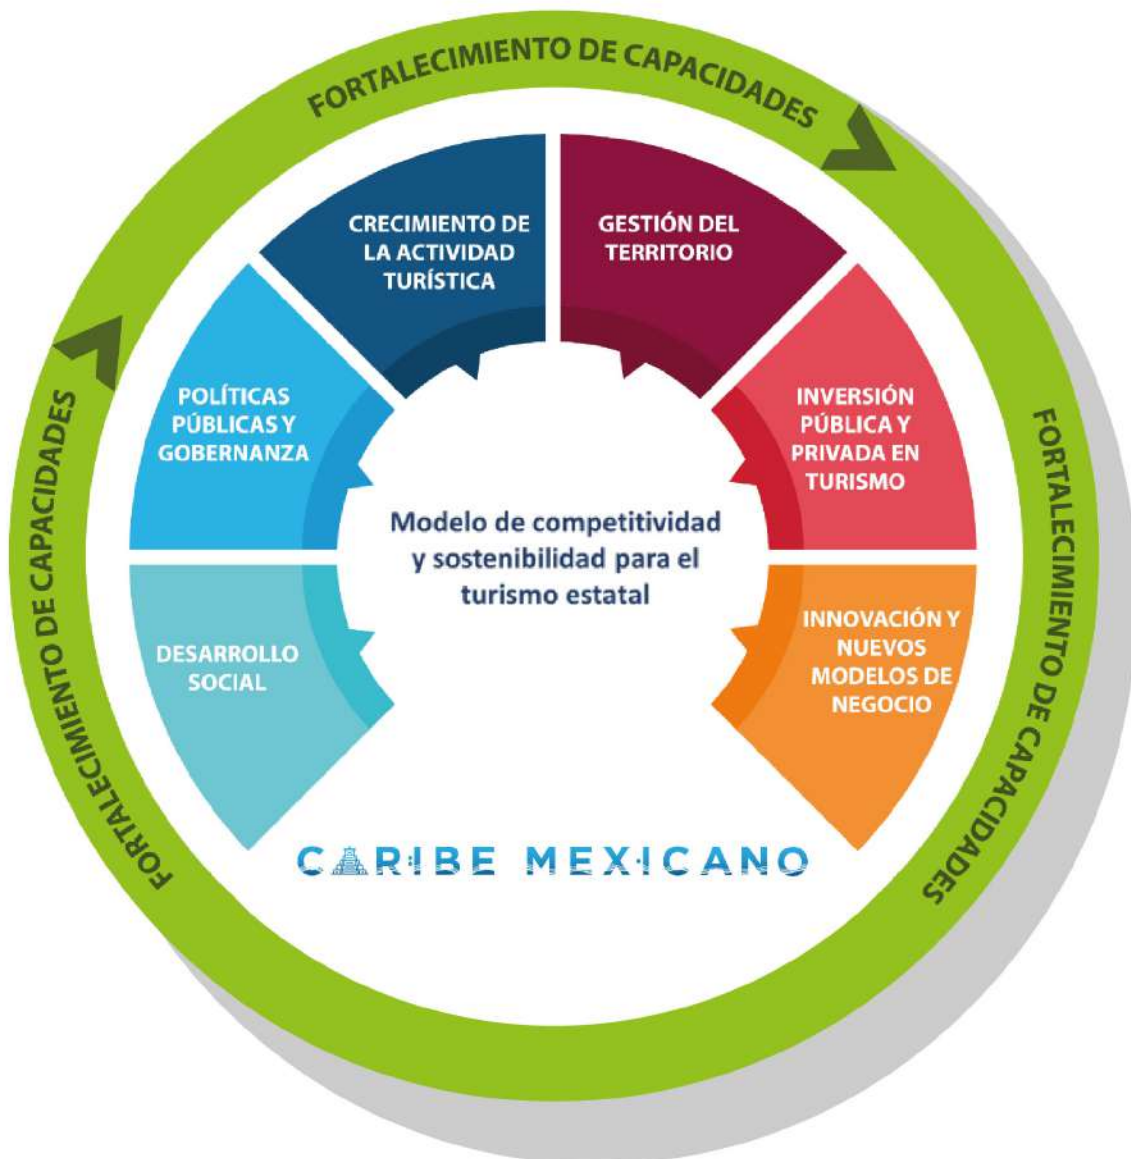 FORTALECIMIENTO DE CAPACIDADES
CRECIMIENTO DE
LA ACTIVIDAD
TURÍSTICA
GESTIÓN DEL
TERRITORIO
POLÍTICAS
PÚBLICAS Y
GOBERNANZA
INVERSIÓN
PÚBLICA Y
PRIVADA EN
TURISMO
FORTALECIMIENTO DE CAPACIDADES
FORTALECIMIENTO DE CAPACIDADES
Modelo de competitividad
y sostenibilidad para el
turismo estatal
DESARROLLO
SOCIAL
INNOVACIÓN Y
NUEVOS
MODELOS DE
NEGOCIO
CARIBE MEXICANO